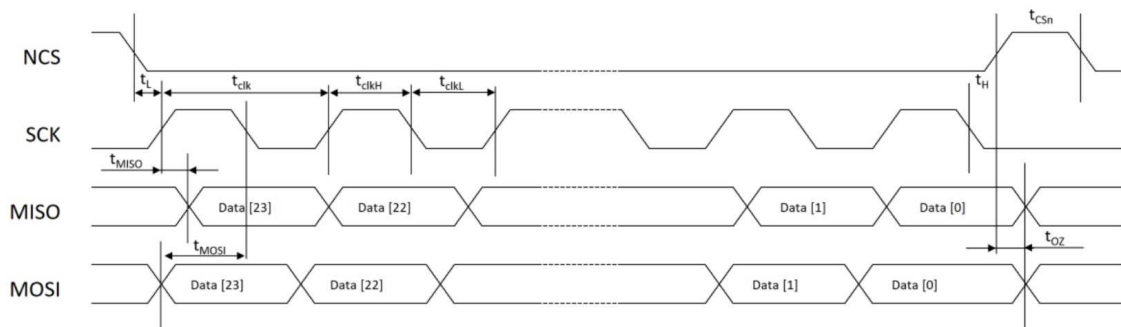 t_CSn
NCS
t_L t_clk t_clkH t_clkL t_H
SCK
t_MISO
MISO Data [23] Data [22] Data [1] Data [0]
t_MOSI t_OZ
MOSI Data [23] Data [22] Data [1] Data [0]